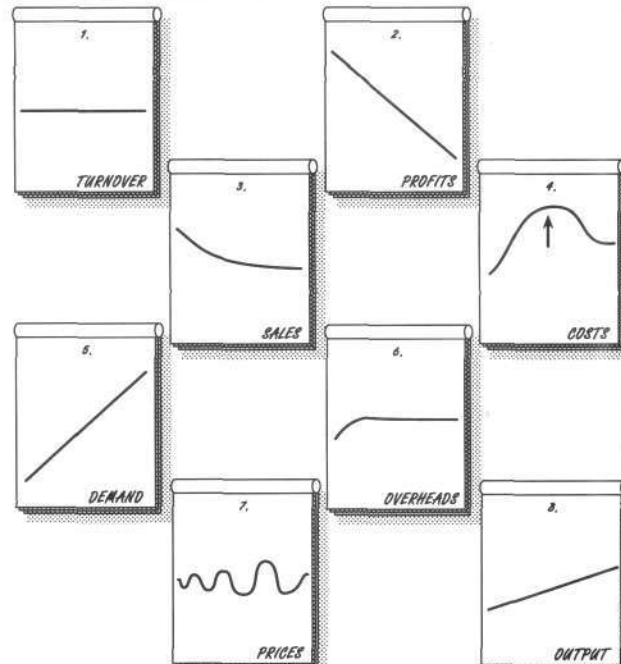 1.
TURNOVER
2.
PROFITS
3.
SALES
4.
COSTS
5.
DEMAND
6.
OVERHEADS
7.
PRICES
8.
OUTPUT